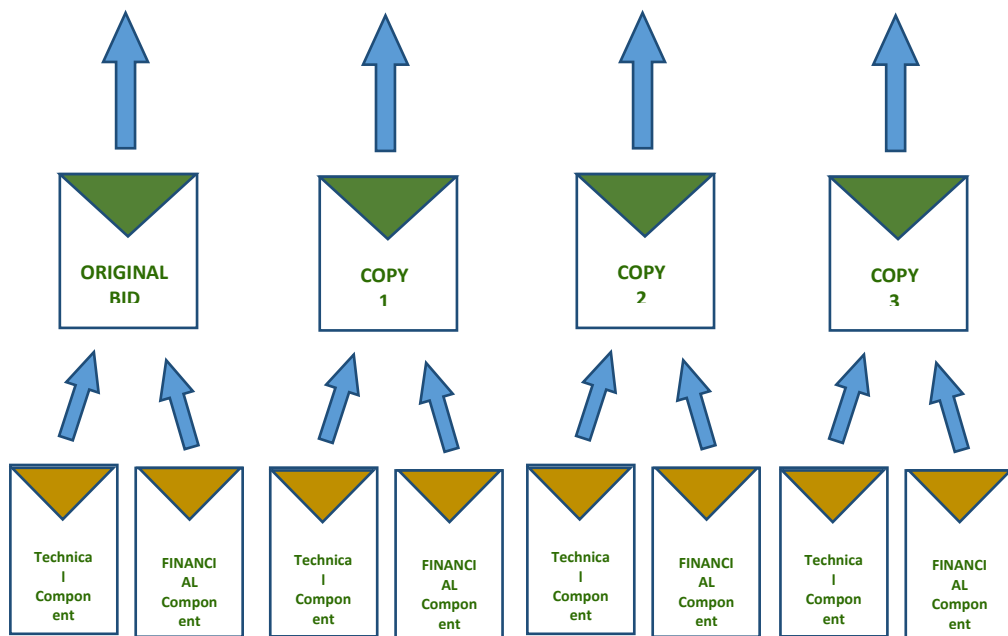 ORIGINAL
BID
COPY
1
COPY
2
COPY
3
Technica
l
Compon
ent
FINANCI
AL
Compon
ent
Technica
l
Compon
ent
FINANCI
AL
Compon
ent
Technica
l
Compon
ent
FINANCI
AL
Compon
ent
Technica
l
Compon
ent
FINANCI
AL
Compon
ent